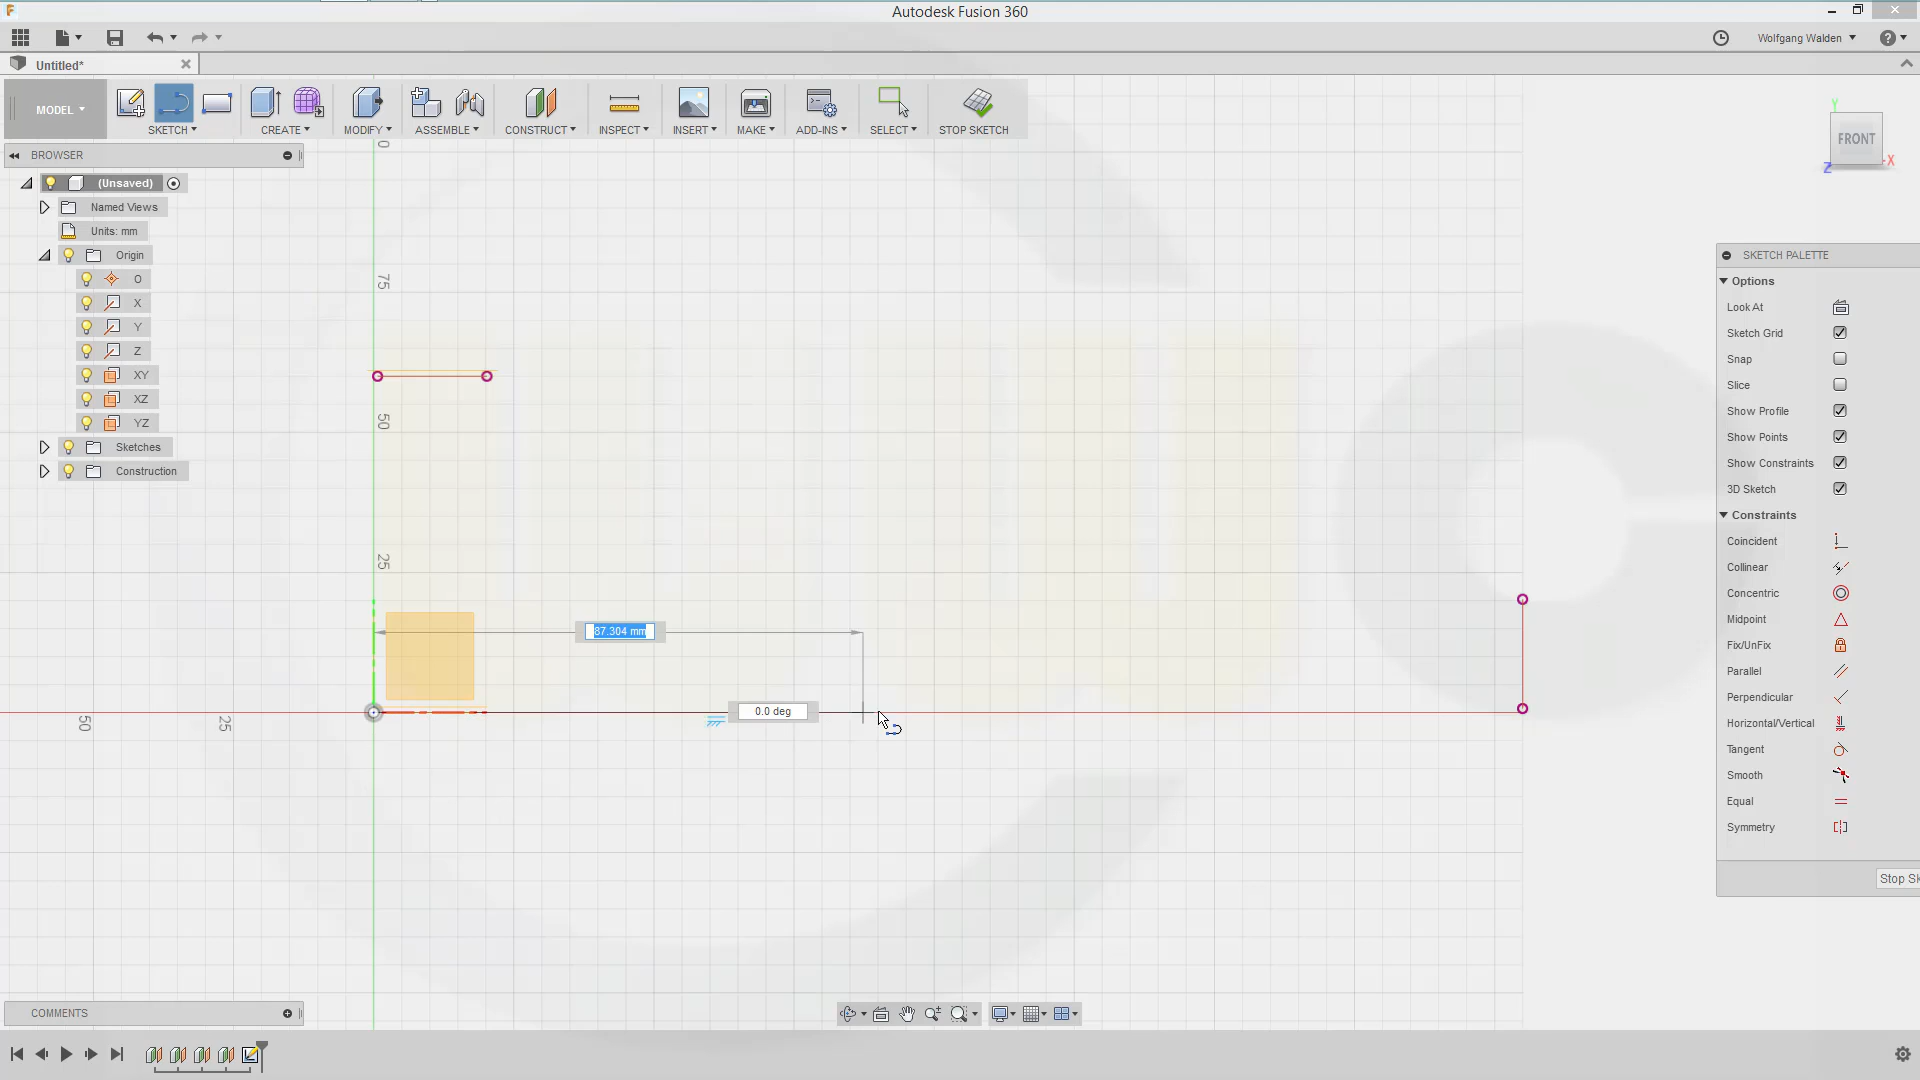 Autodesk Fusion 360
Wolfgang Walden
Untitled*
MODEL
SKETCH
CREATE
MODIFY
ASSEMBLE
CONSTRUCT
INSPECT
INSERT
MAKE
ADD-INS
SELECT
STOP SKETCH
BROWSER
(Unsaved)
Named Views
Units: mm
Origin
O
X
Y
Z
XY
XZ
YZ
Sketches
Construction
0
75
50
25
50
25
87.304 mm
0.0 deg
Y
FRONT
Z
-X
SKETCH PALETTE
Options
Look At
Sketch Grid
Snap
Slice
Show Profile
Show Points
Show Constraints
3D Sketch
Constraints
Coincident
Collinear
Concentric
Midpoint
Fix/UnFix
Parallel
Perpendicular
Horizontal/Vertical
Tangent
Smooth
Equal
Symmetry
Stop Sk
COMMENTS